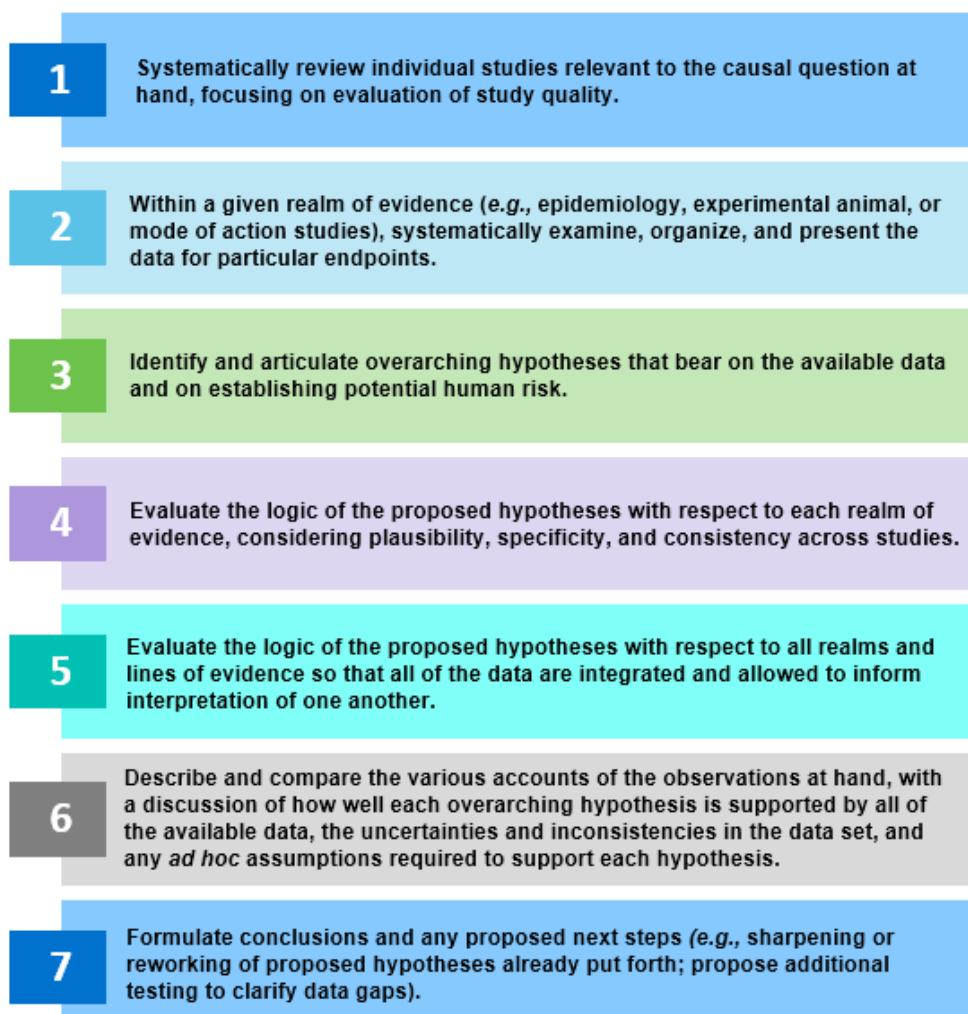 1
Systematically review individual studies relevant to the causal question at
hand, focusing on evaluation of study quality.
2
Within a given realm of evidence (e.g., epidemiology, experimental animal, or
mode of action studies), systematically examine, organize, and present the
data for particular endpoints.
3
Identify and articulate overarching hypotheses that bear on the available data
and on establishing potential human risk.
4
Evaluate the logic of the proposed hypotheses with respect to each realm of
evidence, considering plausibility, specificity, and consistency across studies.
5
Evaluate the logic of the proposed hypotheses with respect to all realms and
lines of evidence so that all of the data are integrated and allowed to inform
interpretation of one another.
6
Describe and compare the various accounts of the observations at hand, with
a discussion of how well each overarching hypothesis is supported by all of
the available data, the uncertainties and inconsistencies in the data set, and
any ad hoc assumptions required to support each hypothesis.
7
Formulate conclusions and any proposed next steps (e.g., sharpening or
reworking of proposed hypotheses already put forth; propose additional
testing to clarify data gaps).